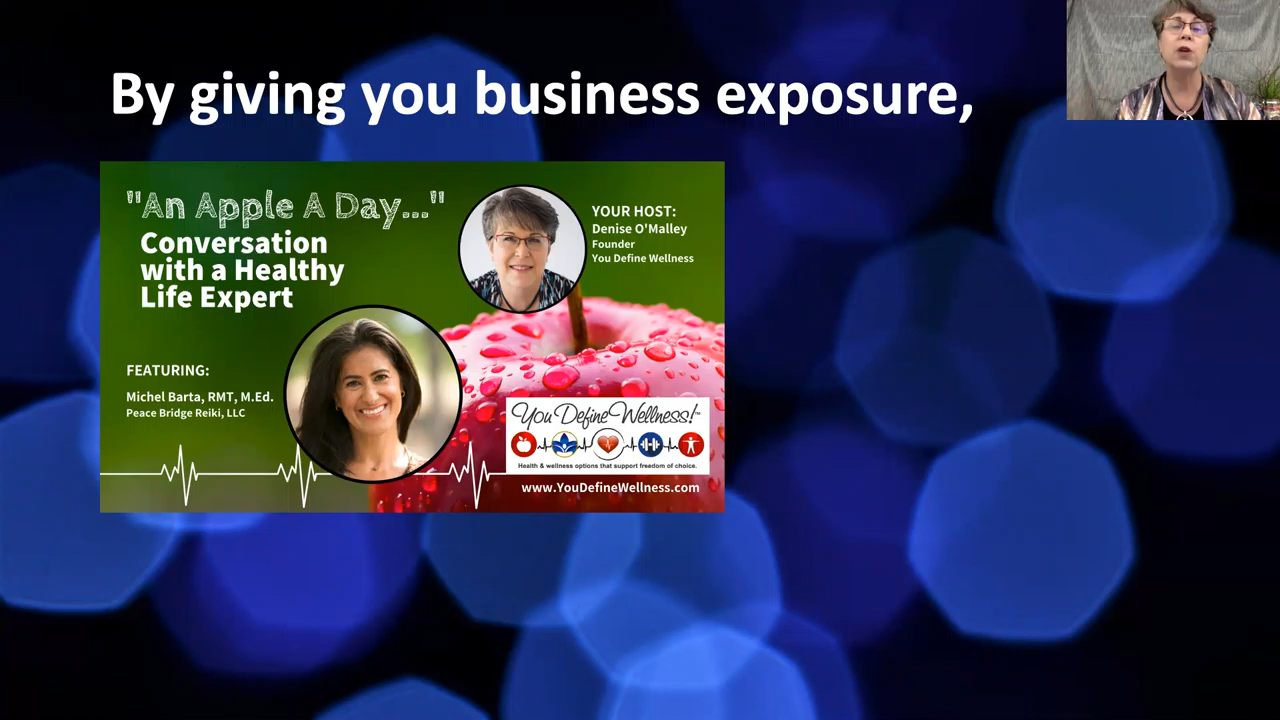 By giving you business exposure,
"An Apple A Day..."
Conversation
with a Healthy
Life Expert
YOUR HOST:
Denise O'Malley
Founder
You Define Wellness
FEATURING:
Michel Barta, RMT, M.Ed.
Peace Bridge Reiki, LLC
You Define Wellness!™
Health & wellness options that support freedom of choice.
www.YouDefineWellness.com